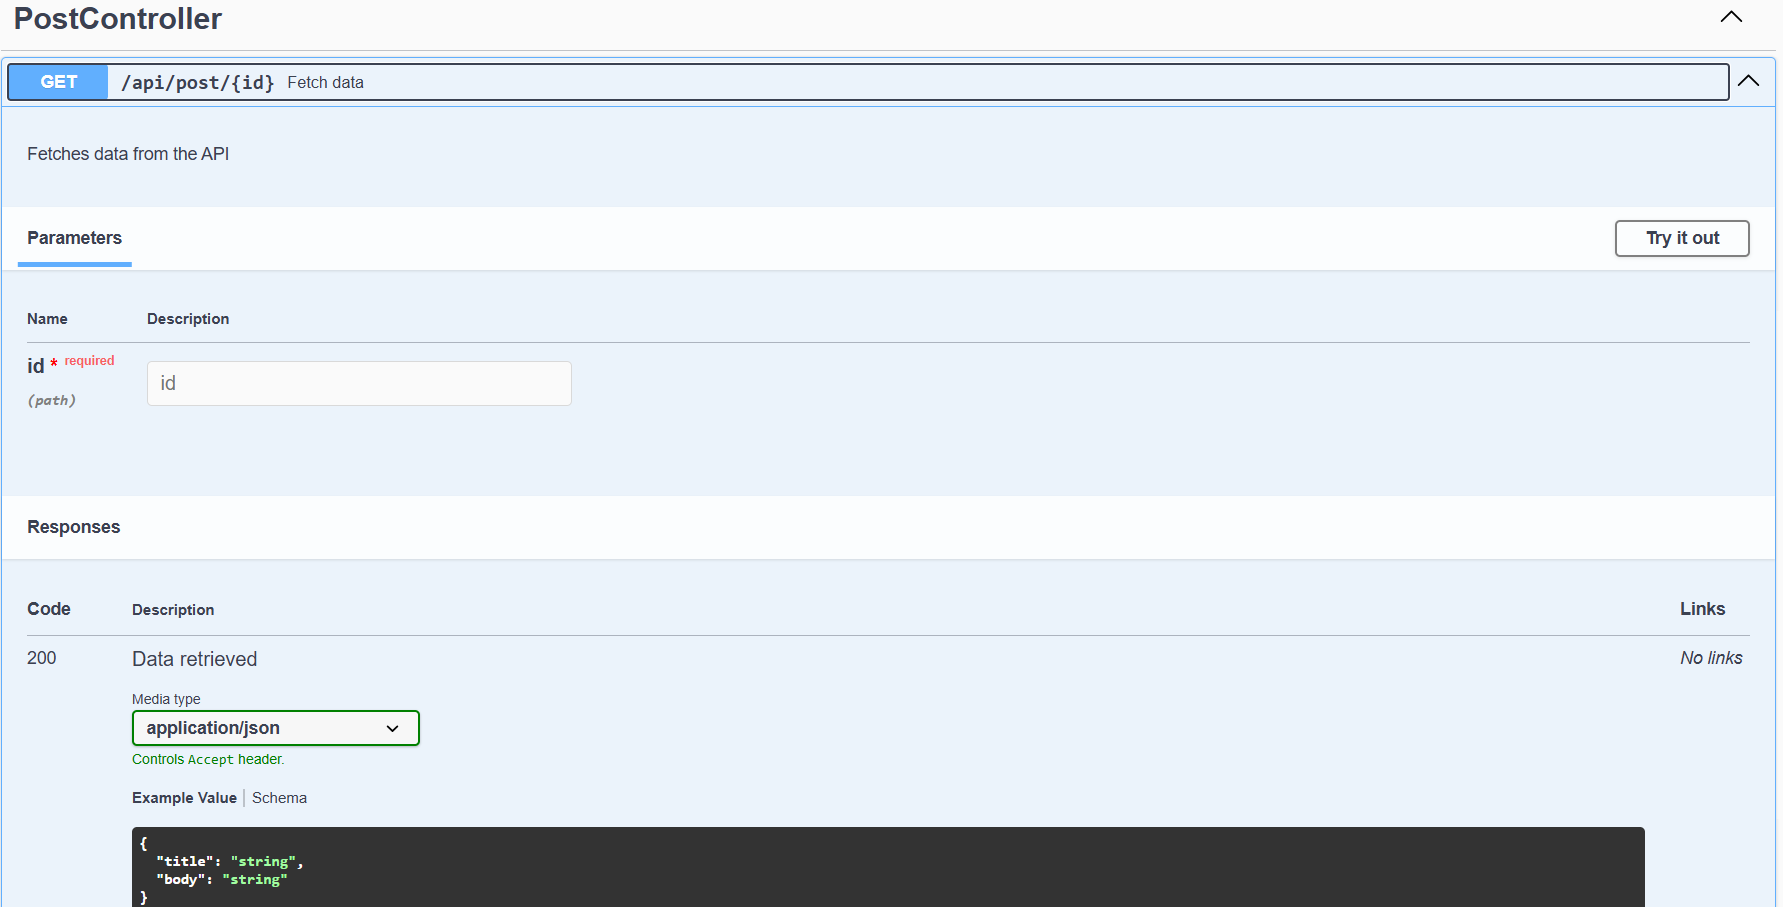 PostController
GET /api/post/{id} Fetch data
Fetches data from the API
Parameters
Try it out
Name Description
id * required
id
(path)
Responses
Code Description Links
200 Data retrieved No links
Media type
application/json
Controls Accept header.
Example Value | Schema
{
"title": "string",
"body": "string"
}